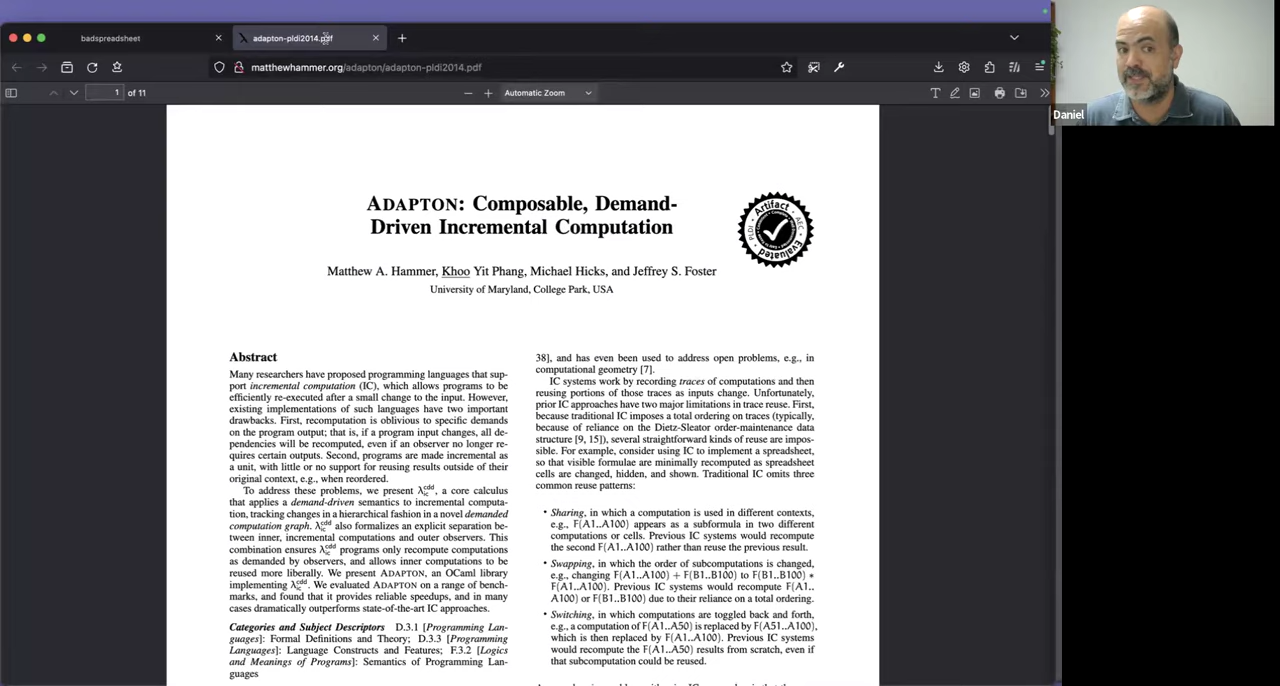 badspreadsheet
adapton-pldi2014.pdf
matthewhammer.org/adapton/adapton-pldi2014.pdf
1 of 11
Automatic Zoom
Daniel
ADAPTON: Composable, Demand-
Driven Incremental Computation
Artifact
Evaluated
PLDI
AEC
Matthew A. Hammer, Khoo Yit Phang, Michael Hicks, and Jeffrey S. Foster
University of Maryland, College Park, USA
Abstract
Many researchers have proposed programming languages that sup-
port incremental computation (IC), which allows programs to be
efficiently re-executed after a small change to the input. However,
existing implementations of such languages have two important
drawbacks. First, recomputation is oblivious to specific demands
on the program output; that is, if a program input changes, all de-
pendencies will be recomputed, even if an observer no longer re-
quires certain outputs. Second, programs are made incremental as
a unit, with little or no support for reusing results outside of their
original context, e.g., when reordered.
To address these problems, we present λ^cdd_ic, a core calculus
that applies a demand-driven semantics to incremental computa-
tion, tracking changes in a hierarchical fashion in a novel demanded
computation graph. λ^cdd_ic also formalizes an explicit separation be-
tween inner, incremental computations and outer observers. This
combination ensures λ^cdd_ic programs only recompute computations
as demanded by observers, and allows inner computations to be
reused more liberally. We present ADAPTON, an OCaml library
implementing λ^cdd_ic. We evaluated ADAPTON on a range of bench-
marks, and found that it provides reliable speedups, and in many
cases dramatically outperforms state-of-the-art IC approaches.
Categories and Subject Descriptors D.3.1 [Programming Lan-
guages]: Formal Definitions and Theory; D.3.3 [Programming
Languages]: Language Constructs and Features; F.3.2 [Logics
and Meanings of Programs]: Semantics of Programming Lan-
guages
38], and has even been used to address open problems, e.g., in
computational geometry [7].
IC systems work by recording traces of computations and then
reusing portions of those traces as inputs change. Unfortunately,
prior IC approaches have two major limitations in trace reuse. First,
because traditional IC imposes a total ordering on traces (typically,
because of reliance on the Dietz-Sleator order-maintenance data
structure [9, 15]), several straightforward kinds of reuse are impos-
sible. For example, consider using IC to implement a spreadsheet,
so that visible formulae are minimally recomputed as spreadsheet
cells are changed, hidden, and shown. Traditional IC omits three
common reuse patterns:
• Sharing, in which a computation is used in different contexts,
e.g., F(A1..A100) appears as a subformula in two different
computations or cells. Previous IC systems would recompute
the second F(A1..A100) rather than reuse the previous result.
• Swapping, in which the order of subcomputations is changed,
e.g., changing F(A1..A100) + F(B1..B100) to F(B1..B100) *
F(A1..A100). Previous IC systems would recompute F(A1..
A100) or F(B1..B100) due to their reliance on a total ordering.
• Switching, in which computations are toggled back and forth,
e.g., a computation of F(A1..A50) is replaced by F(A51..A100),
which is then replaced by F(A1..A100). Previous IC systems
would recompute the F(A1..A50) results from scratch, even if
that subcomputation could be reused.